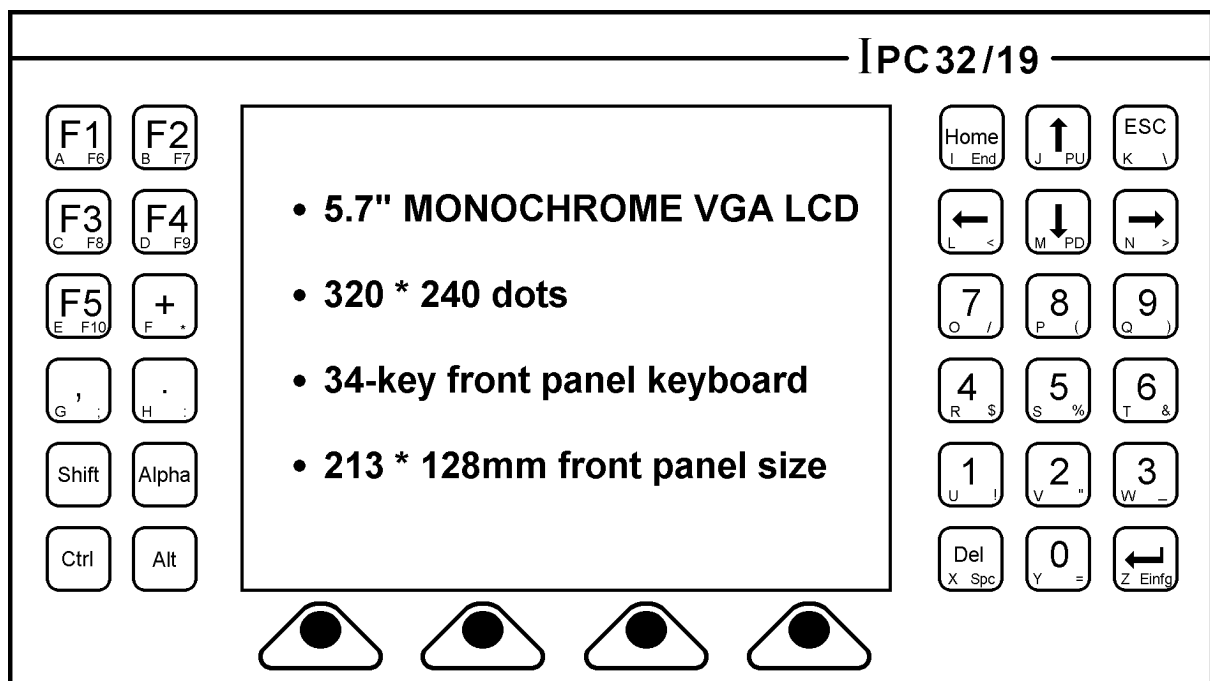 IPC32/19
F1
A F6
F2
B F7
Home
I End
J PU
ESC
K \
F3
C F8
F4
D F9
L <
M PD
N >
F5
E F10
+
F *
7
O /
8
P (
9
Q )
,
G ;
.
H :
4
R $
5
S %
6
T &
Shift
Alpha
1
U !
2
V "
3
W _
Ctrl
Alt
Del
X Spc
0
Y =
Z Einfg
• 5.7" MONOCHROME VGA LCD
• 320 * 240 dots
• 34-key front panel keyboard
• 213 * 128mm front panel size